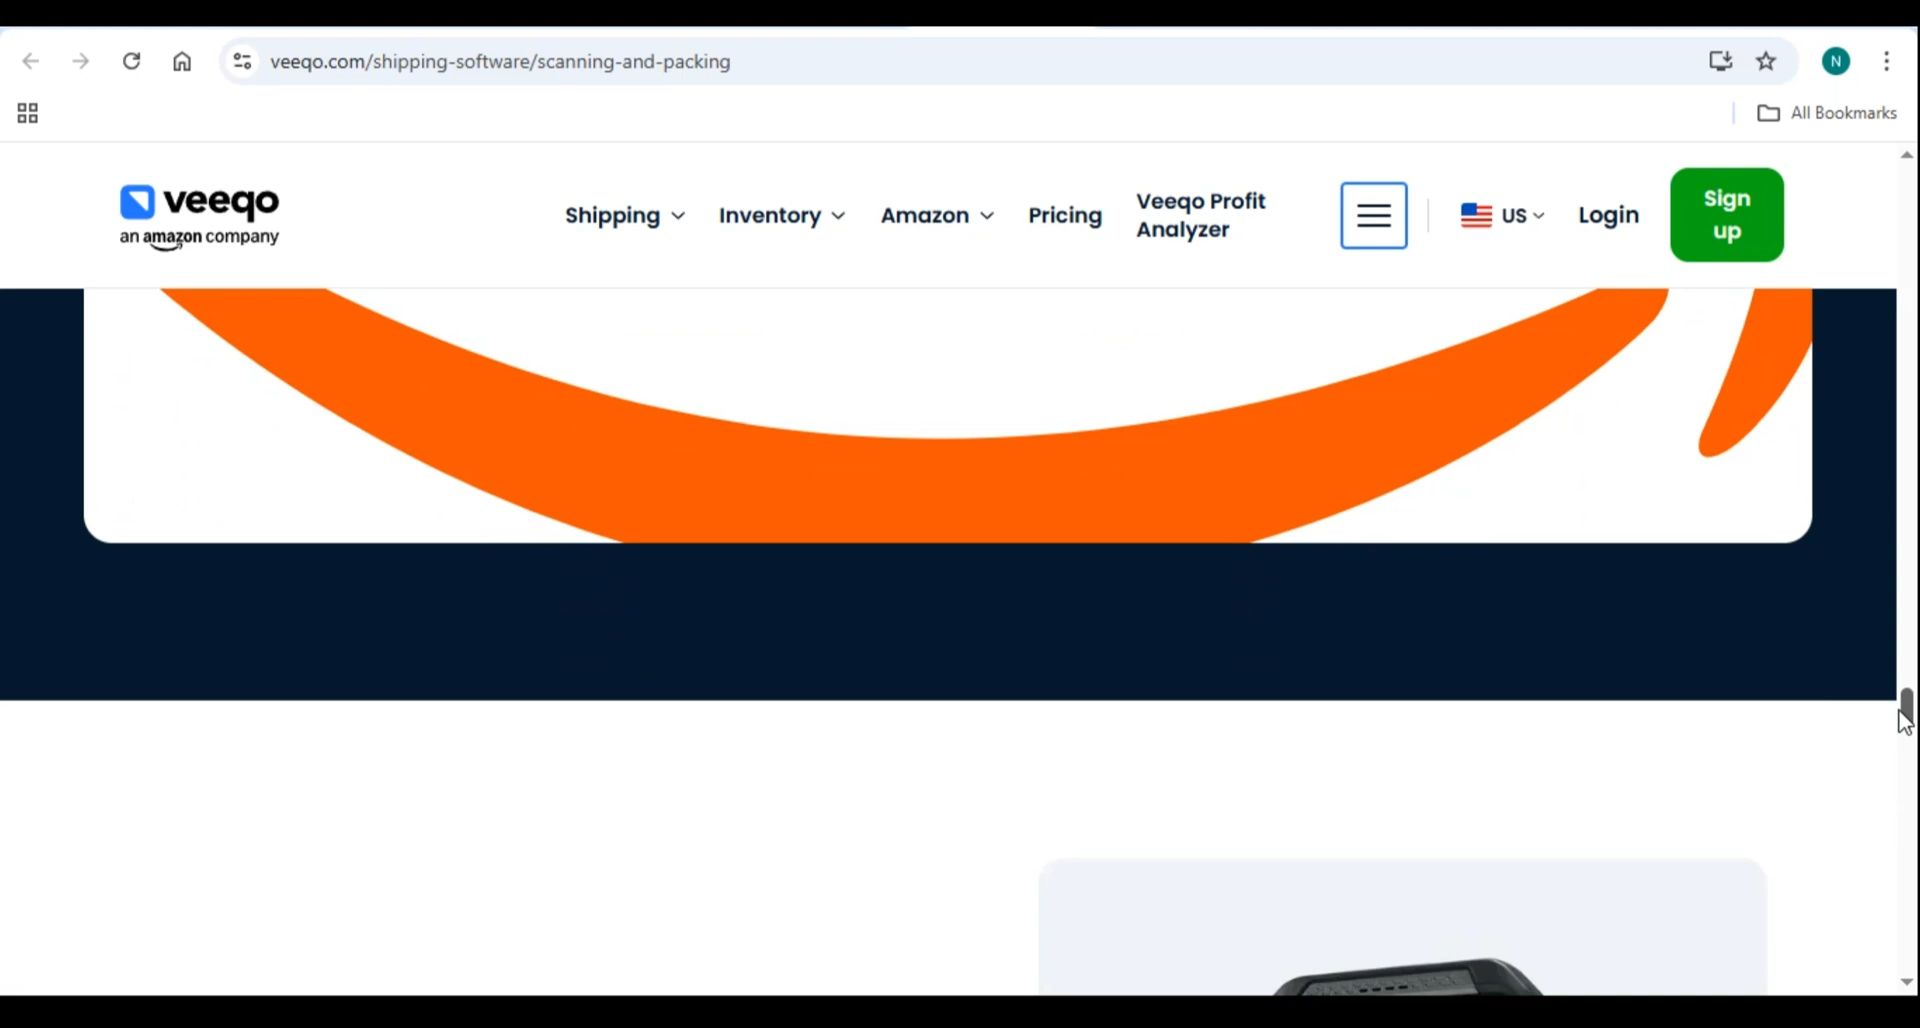 veeqo.com/shipping-software/scanning-and-packing
N
All Bookmarks
veeqo
an amazon company
Shipping
Inventory
Amazon
Pricing
Veeqo Profit
Analyzer
US
Login
Sign
up